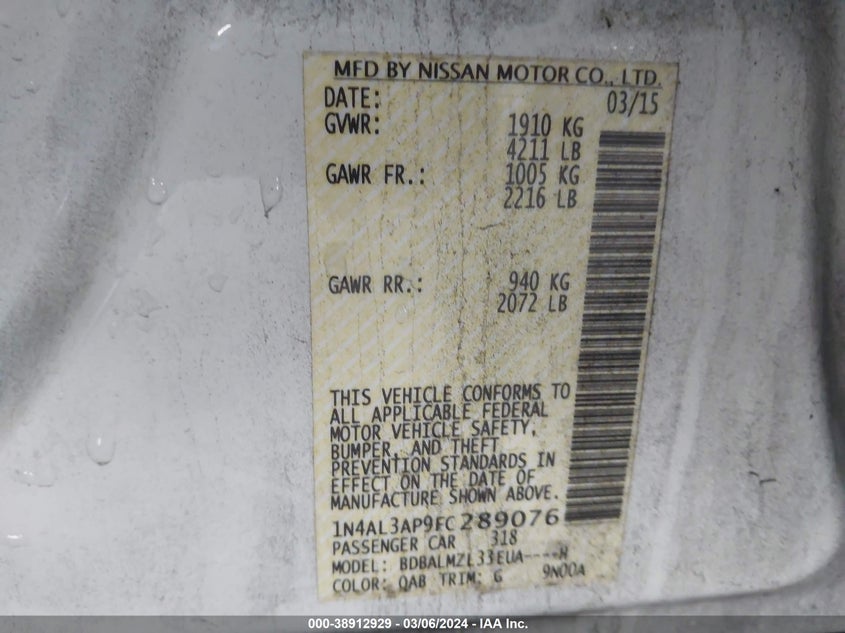 MFD BY NISSAN MOTOR CO., LTD.
DATE: 03/15
GVWR: 1910 KG
4211 LB
GAWR FR.: 1005 KG
2216 LB
GAWR RR.: 940 KG
2072 LB
THIS VEHICLE CONFORMS TO
ALL APPLICABLE FEDERAL
MOTOR VEHICLE SAFETY,
BUMPER, AND THEFT
PREVENTION STANDARDS IN
EFFECT ON THE DATE OF
MANUFACTURE SHOWN ABOVE.
1N4AL3AP9FC289076
PASSENGER CAR 318
MODEL: BDBALMZL33EUA----H
COLOR: QAB TRIM: G 9N00A
000-38912929 - 03/06/2024 - IAA Inc.